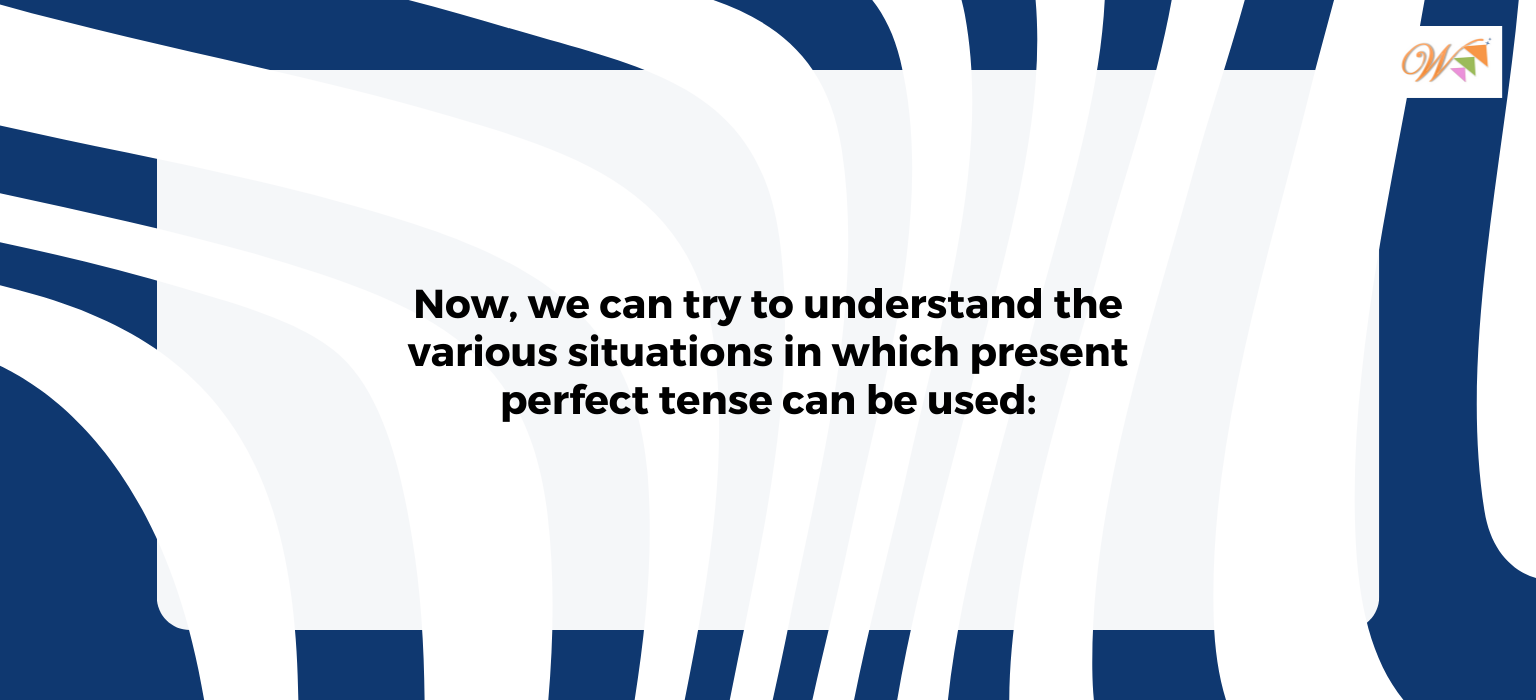 Now, we can try to understand the
various situations in which present
perfect tense can be used:
W